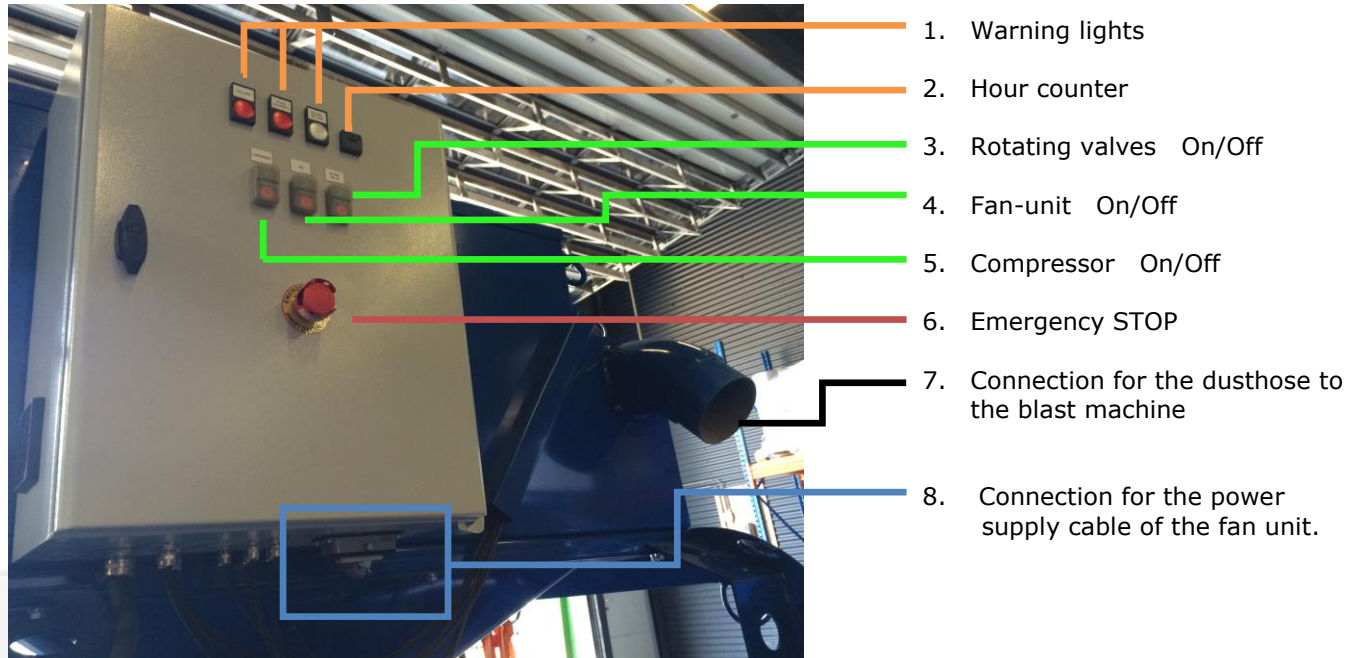 1. Warning lights
2. Hour counter
3. Rotating valves On/Off
4. Fan-unit On/Off
5. Compressor On/Off
6. Emergency STOP
7. Connection for the dusthose to
the blast machine
8. Connection for the power
supply cable of the fan unit.